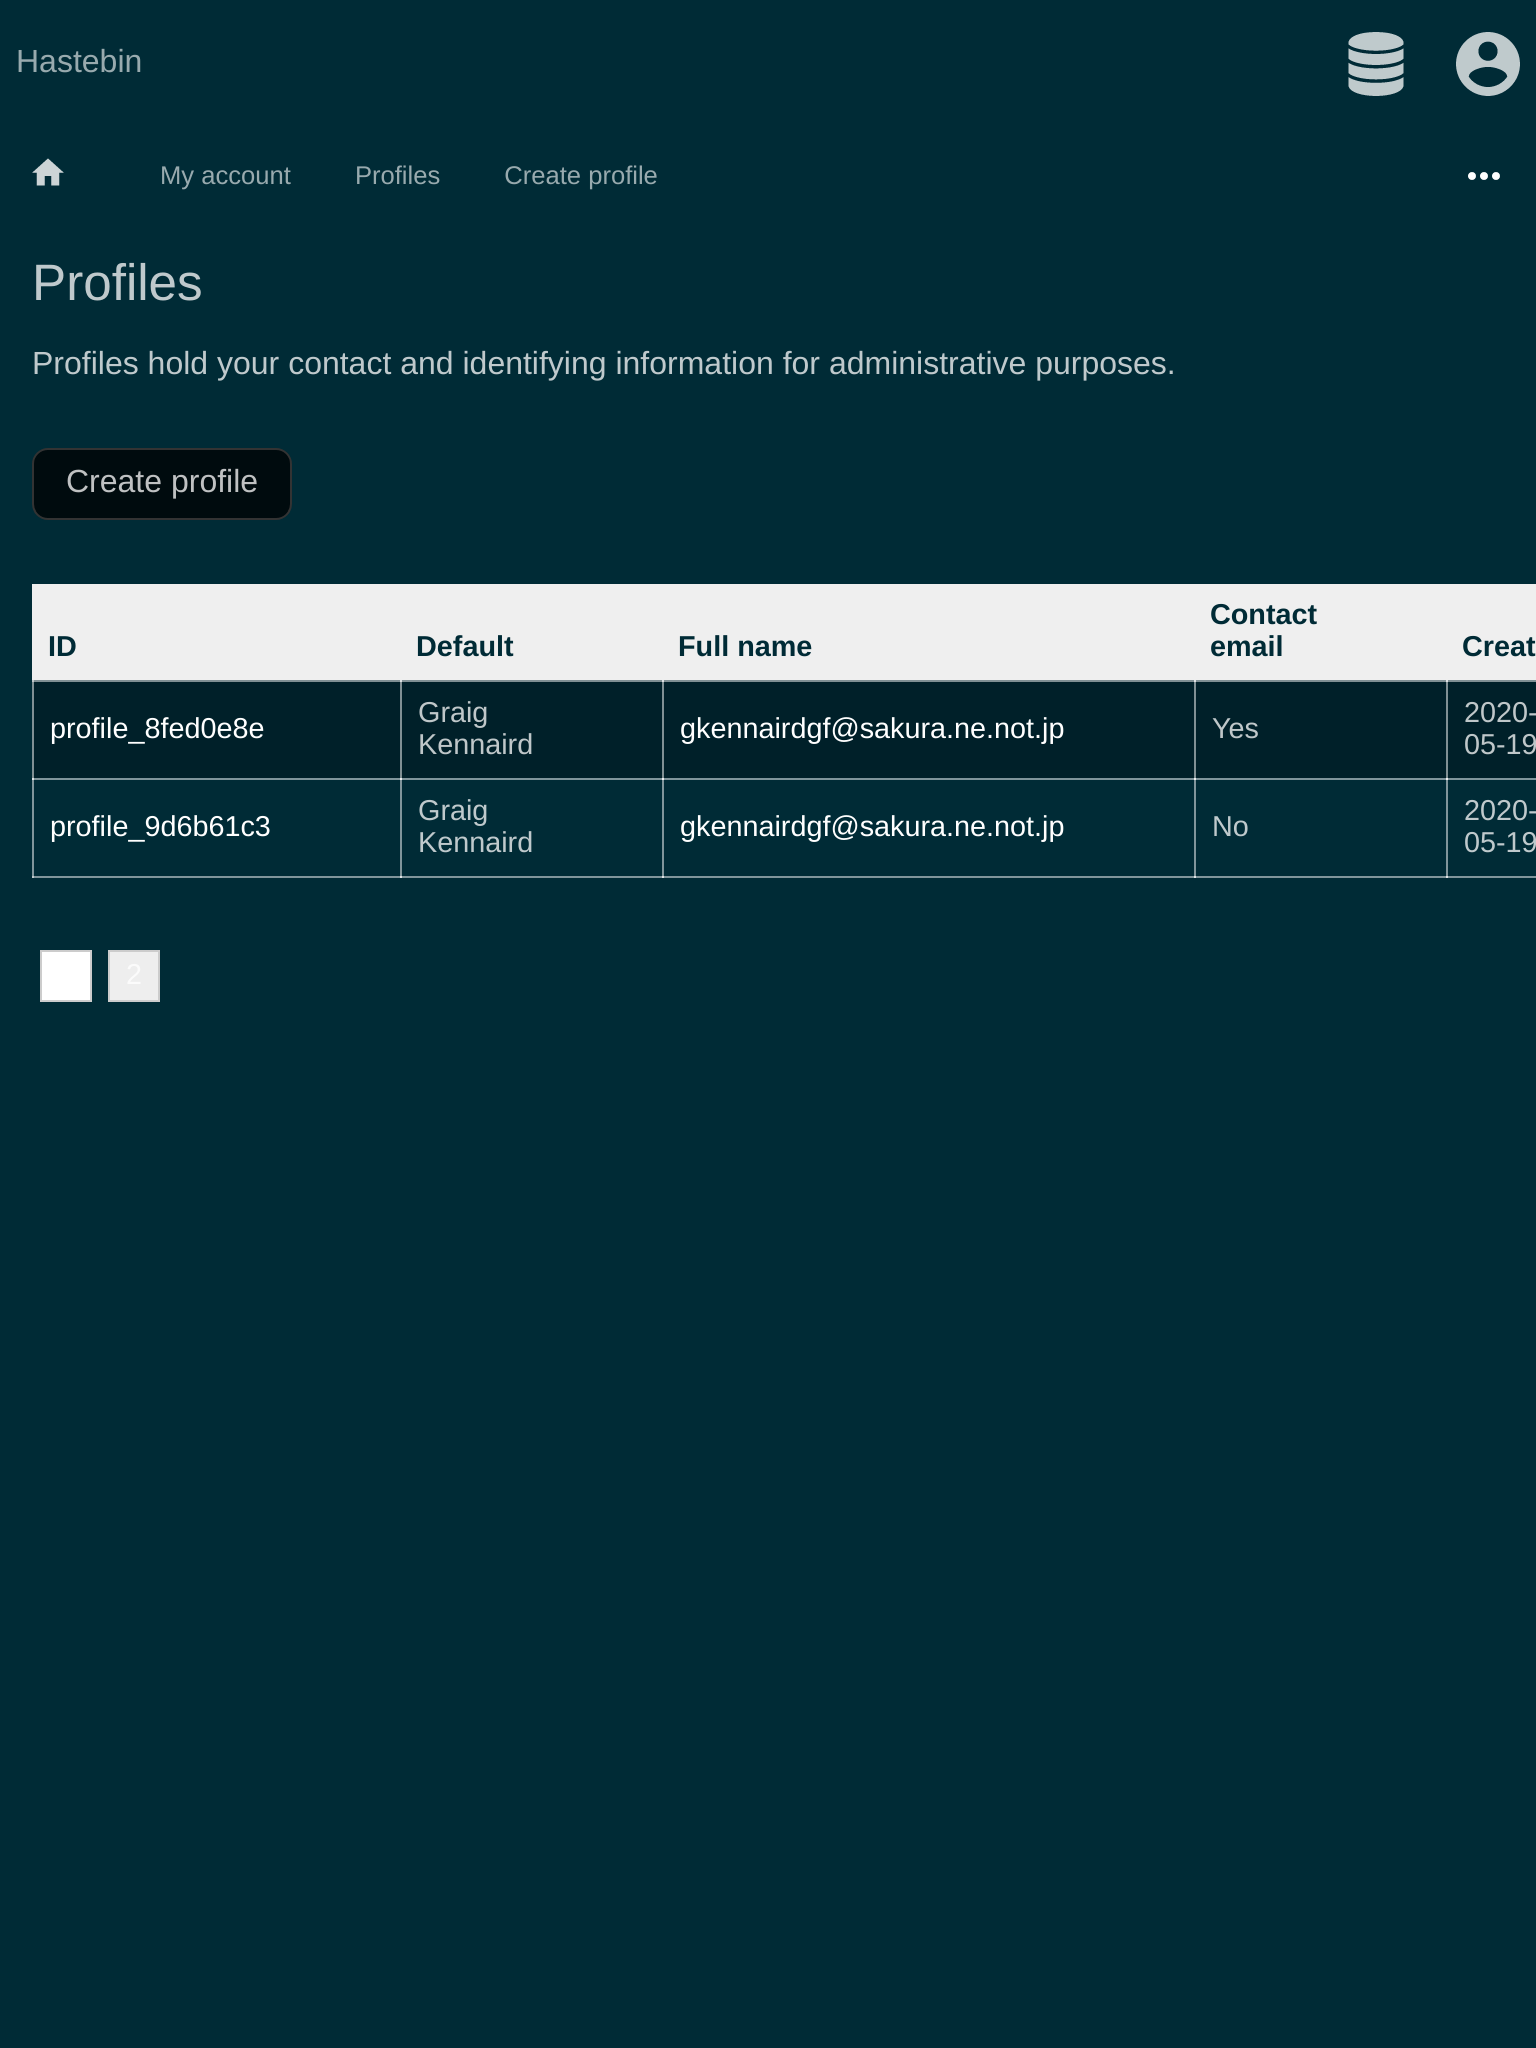 Hastebin
My account Profiles Create profile
Profiles
Profiles hold your contact and identifying information for administrative purposes.
Create profile
ID Default Full name Contact email Creat
profile_8fed0e8e Graig Kennaird gkennairdgf@sakura.ne.not.jp Yes 2020-05-19
profile_9d6b61c3 Graig Kennaird gkennairdgf@sakura.ne.not.jp No 2020-05-19
2